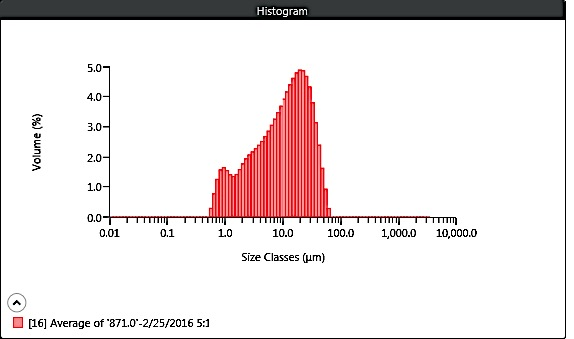 Histogram
5.0
4.0
3.0
2.0
1.0
0.0
Volume (%)
0.01 0.1 1.0 10.0 100.0 1,000.0 10,000.0
Size Classes (µm)
[16] Average of '871.0'-2/25/2016 5:1